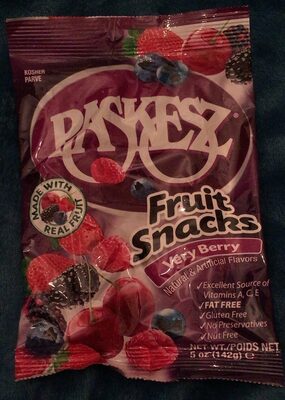 KOSHER
PARVE
PASKESZ
MADE WITH
REAL FRUIT
Fruit
Snacks
Very Berry
Natural & Artificial Flavors
✓Excellent Source of
Vitamins A, C, E
✓FAT FREE
✓Gluten Free
✓No Preservatives
✓Nut Free
NET WT./POIDS NET
5 oz (142g)